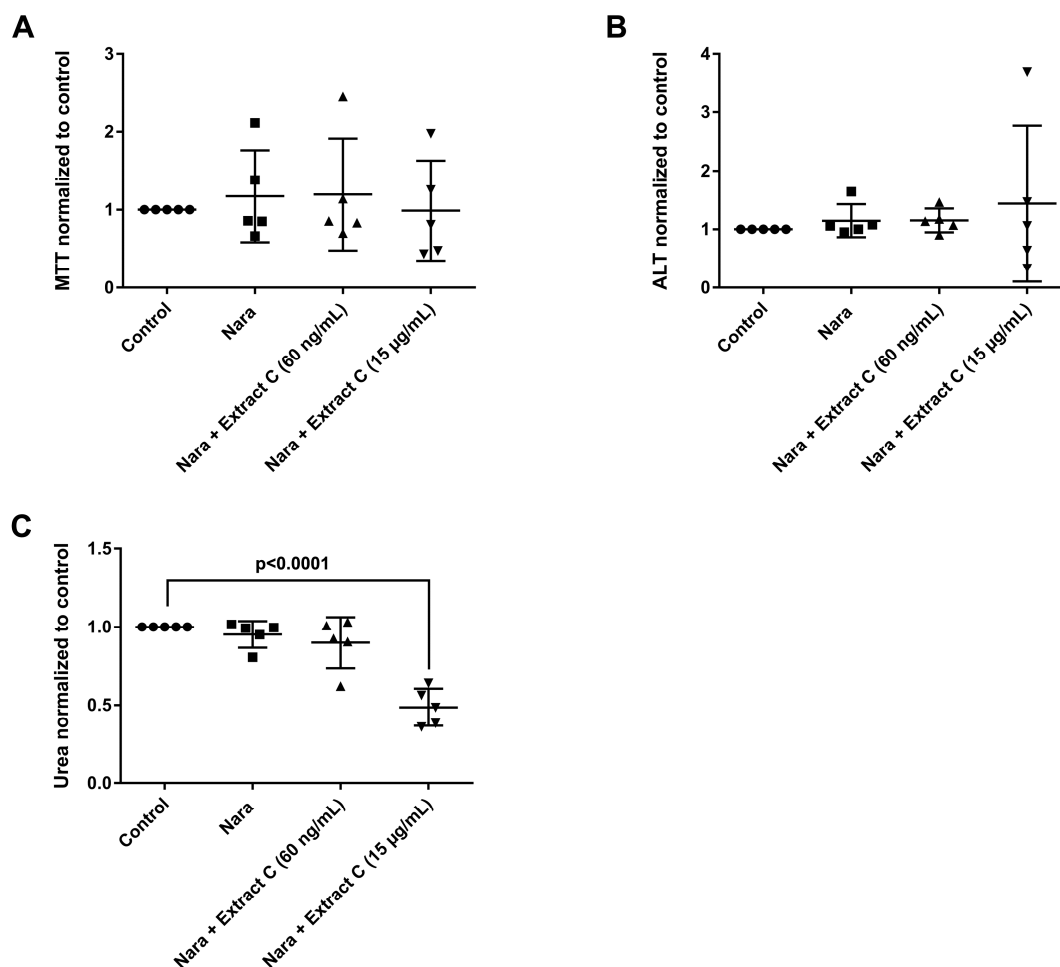 A
MTT normalized to control
3
2
1
0
Control
Nara
Nara + Extract C (60 ng/mL)
Nara + Extract C (15 µg/mL)
B
ALT normalized to control
4
3
2
1
0
Control
Nara
Nara + Extract C (60 ng/mL)
Nara + Extract C (15 µg/mL)
C
Urea normalized to control
1.5
1.0
0.5
0.0
p<0.0001
Control
Nara
Nara + Extract C (60 ng/mL)
Nara + Extract C (15 µg/mL)